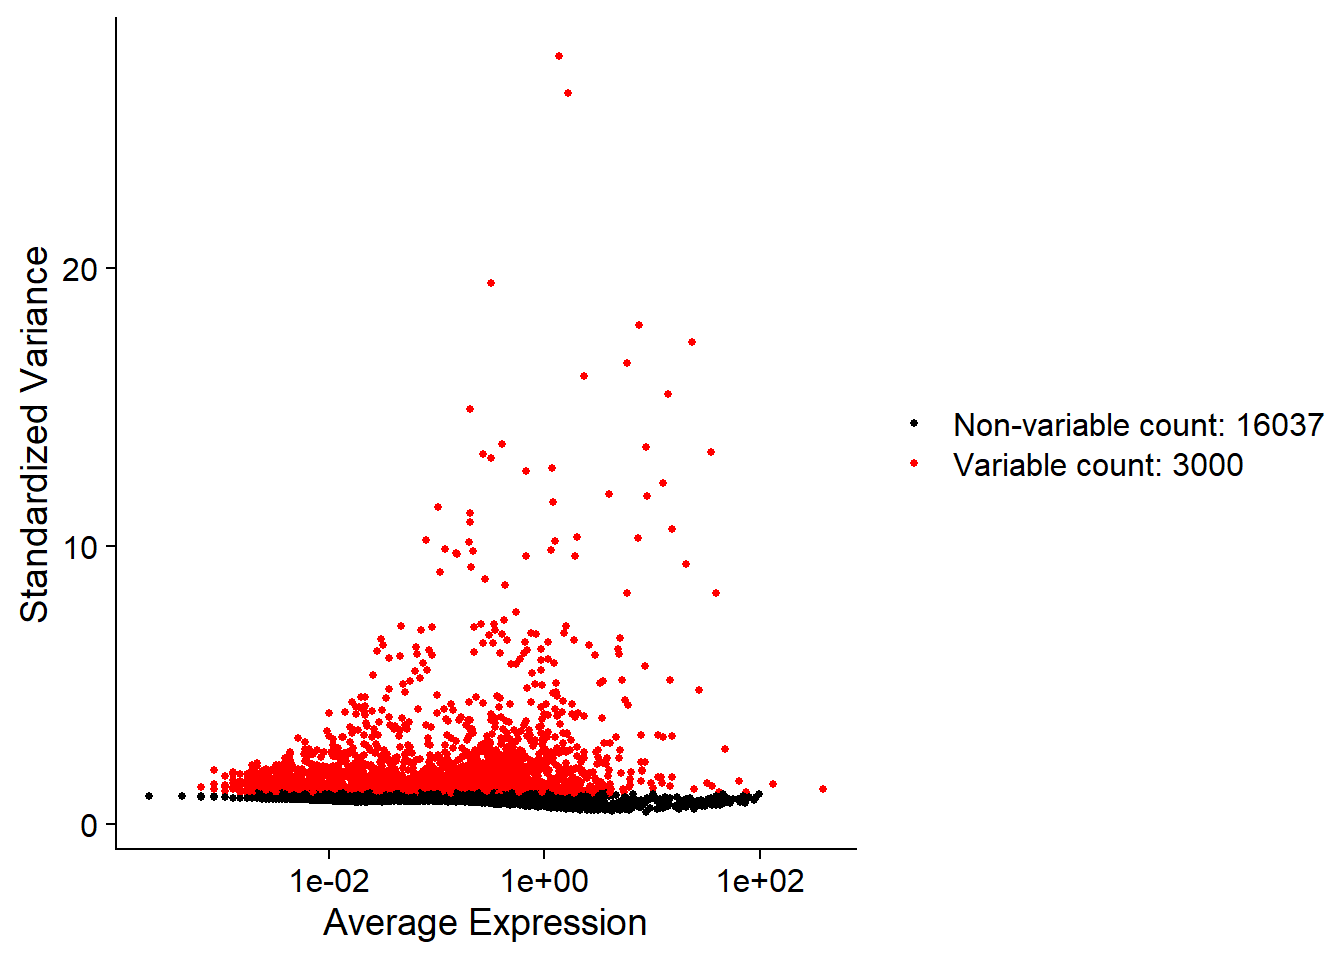 Standardized Variance
20
10
0
1e-02
1e+00
1e+02
Average Expression
Non-variable count: 16037
Variable count: 3000